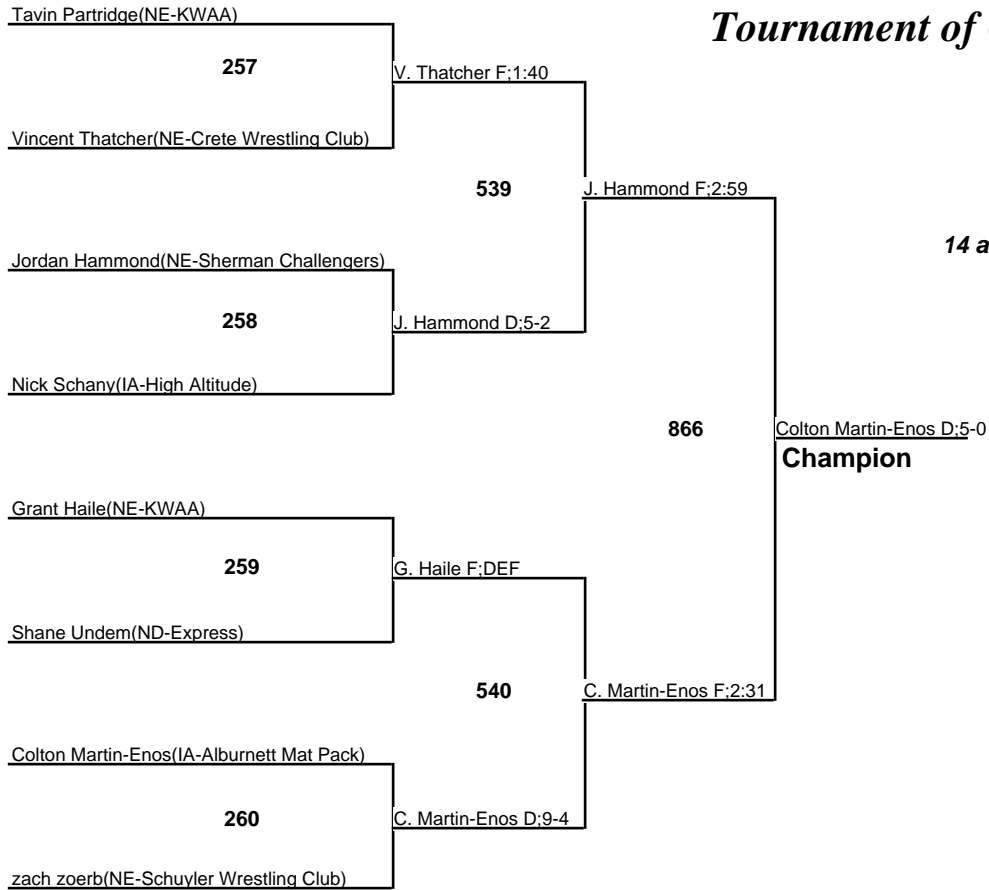 Tavin Partridge(NE-KWAA)
Tournament of
257
V. Thatcher F;1:40
Vincent Thatcher(NE-Crete Wrestling Club)
539
J. Hammond F;2:59
Jordan Hammond(NE-Sherman Challengers)
14 a
258
J. Hammond D;5-2
Nick Schany(IA-High Altitude)
866
Colton Martin-Enos D;5-0
Champion
Grant Haile(NE-KWAA)
259
G. Haile F;DEF
Shane Undem(ND-Express)
540
C. Martin-Enos F;2:31
Colton Martin-Enos(IA-Alburnett Mat Pack)
260
C. Martin-Enos D;9-4
zach zoerb(NE-Schuyler Wrestling Club)